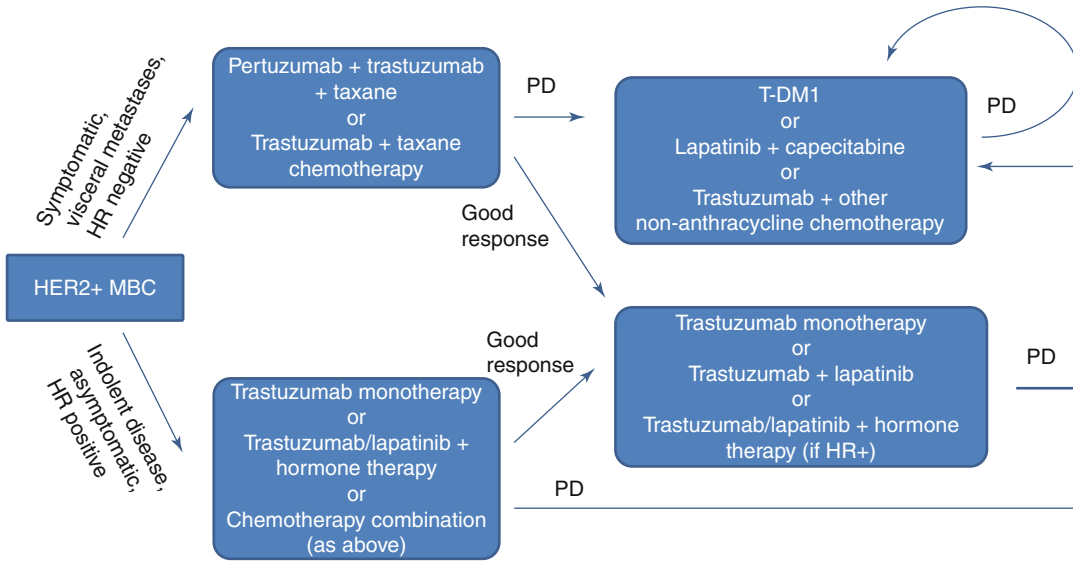 Symptomatic,
visceral metastases,
HR negative
Pertuzumab + trastuzumab
+ taxane
or
Trastuzumab + taxane
chemotherapy
PD
T-DM1
or
Lapatinib + capecitabine
or
Trastuzumab + other
non-anthracycline chemotherapy
PD
Good
response
HER2+ MBC
Indolent disease,
asymptomatic,
HR positive
Trastuzumab monotherapy
or
Trastuzumab/lapatinib +
hormone therapy
or
Chemotherapy combination
(as above)
Good
response
Trastuzumab monotherapy
or
Trastuzumab + lapatinib
or
Trastuzumab/lapatinib + hormone
therapy (if HR+)
PD
PD